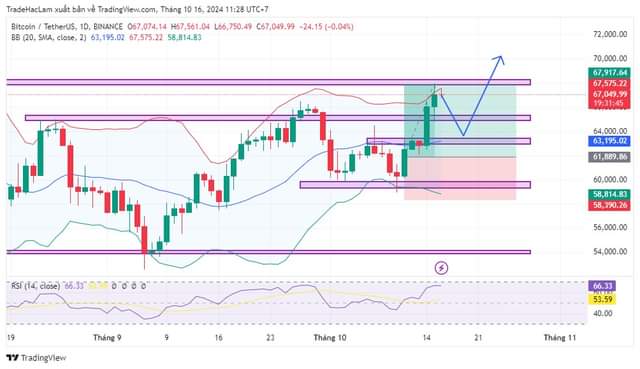 TradeHacLam xuất bản về TradingView.com, Tháng 10 16, 2024 11:28 UTC+7
Bitcoin / TetherUS, 1D, BINANCE O67,074.14 H67,561.04 L66,750.49 C67,049.99 −24.15 (−0.04%)
BB (20, SMA, close, 2) 63,195.02 67,575.22 58,814.83
72,000.00
70,000.00
67,917.64
67,575.22
67,049.99
19:31:45
64,000.00
63,195.02
61,889.86
60,000.00
58,814.83
58,390.26
56,000.00
54,000.00
RSI (14, close) 66.33 53.59 Ø Ø Ø Ø
66.33
53.59
40.00
19 Tháng 9 9 16 23 Tháng 10 14 21 Tháng 11
TradingView